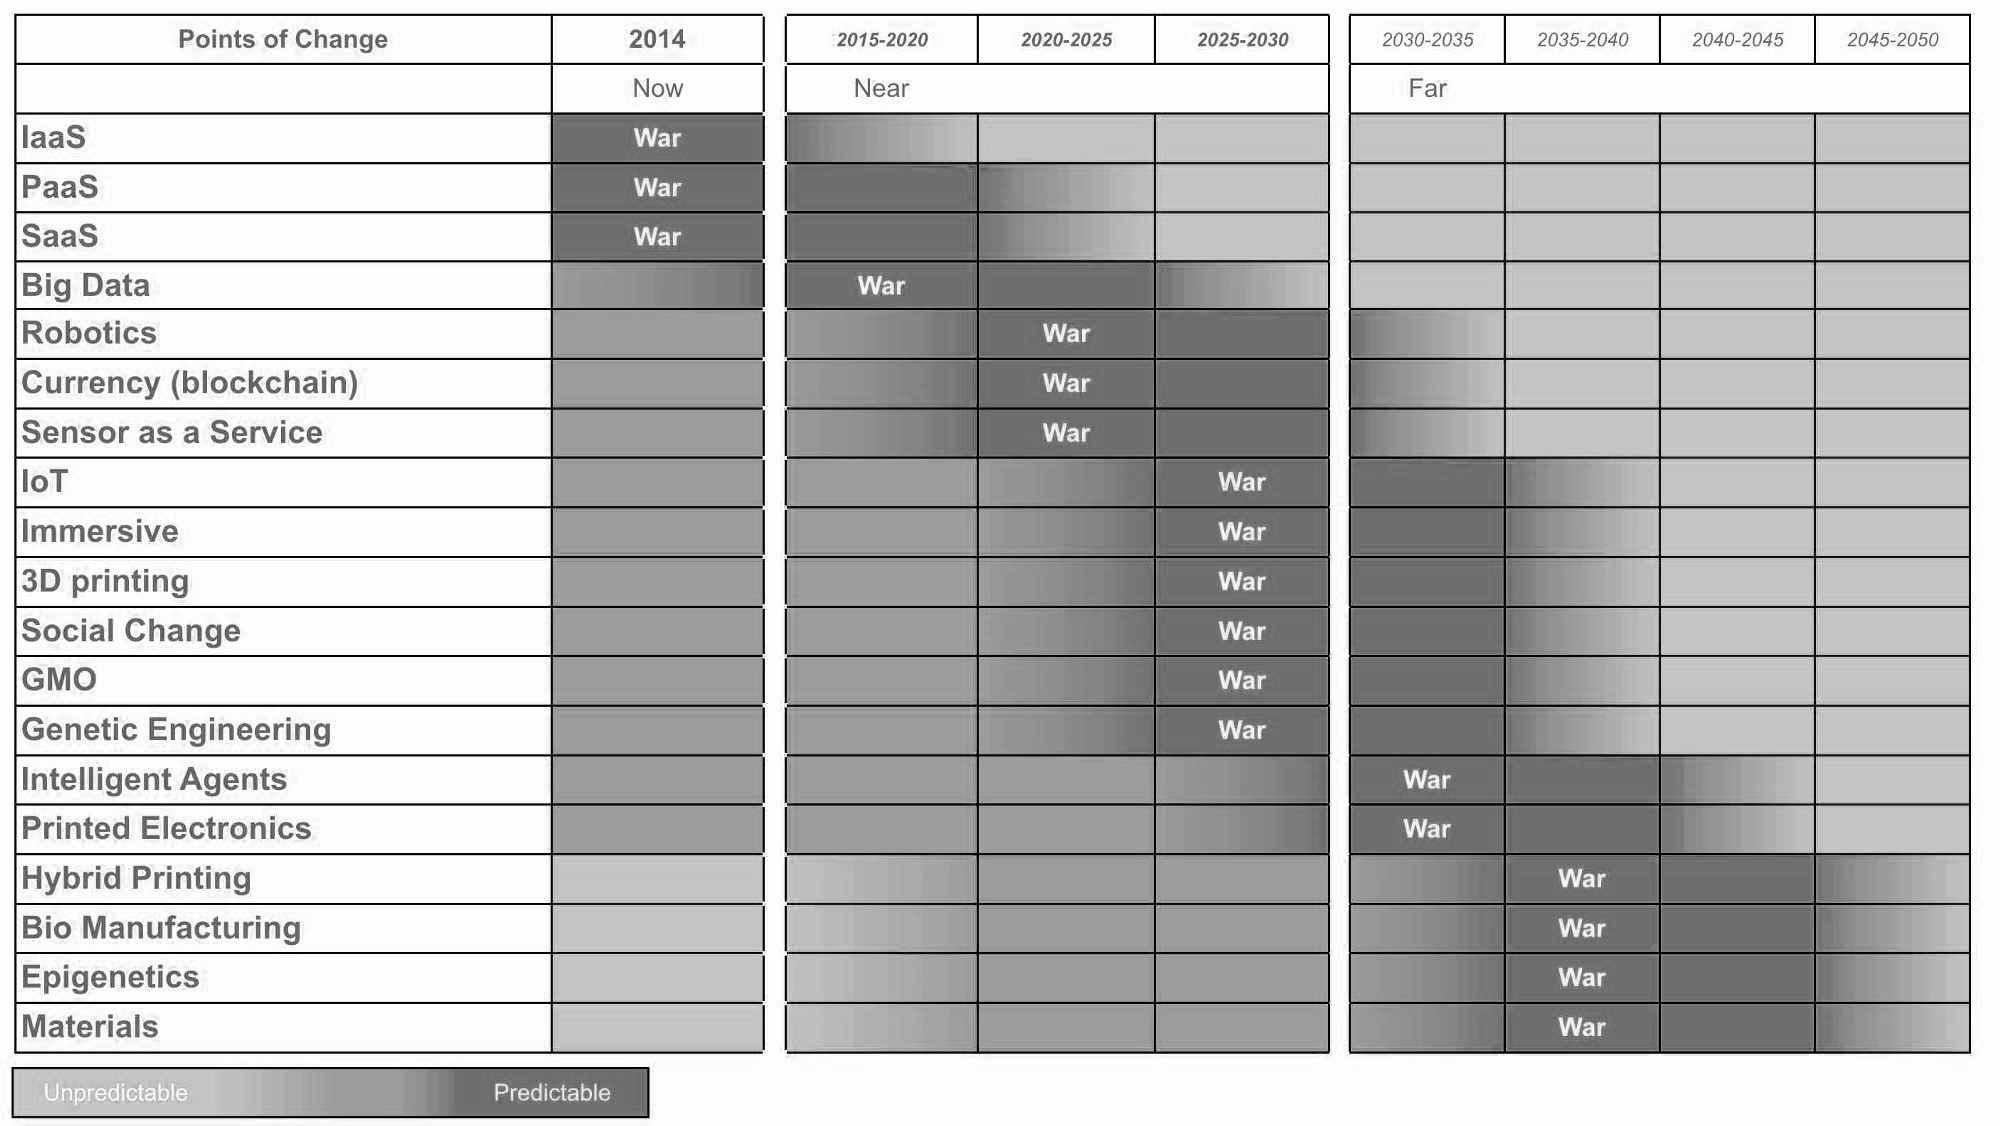 Points of Change 2014 2015-2020 2020-2025 2025-2030 2030-2035 2035-2040 2040-2045 2045-2050
Now Near Far
IaaS War
PaaS War
SaaS War
Big Data War
Robotics War
Currency (blockchain) War
Sensor as a Service War
IoT War
Immersive War
3D printing War
Social Change War
GMO War
Genetic Engineering War
Intelligent Agents War
Printed Electronics War
Hybrid Printing War
Bio Manufacturing War
Epigenetics War
Materials War
Unpredictable Predictable